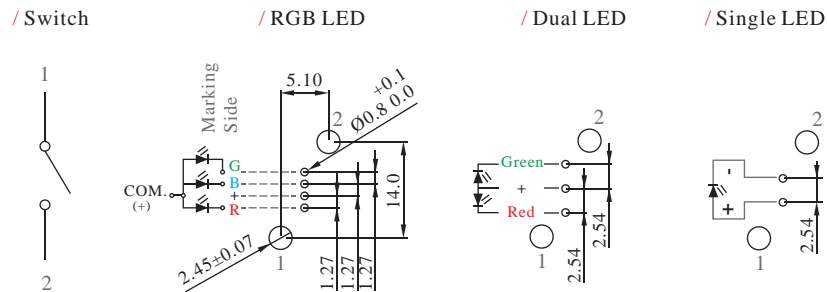 / Switch
/ RGB LED
/ Dual LED
/ Single LED
1
2
Marking
Side
5.10
+0.1
Ø0.8 0.0
2
G
B
+
R
COM.
(+)
14.0
2.45±0.07
1
1.27
1.27
1.27
2
Green
+
Red
1
2.54
2.54
2
-
+
1
2.54